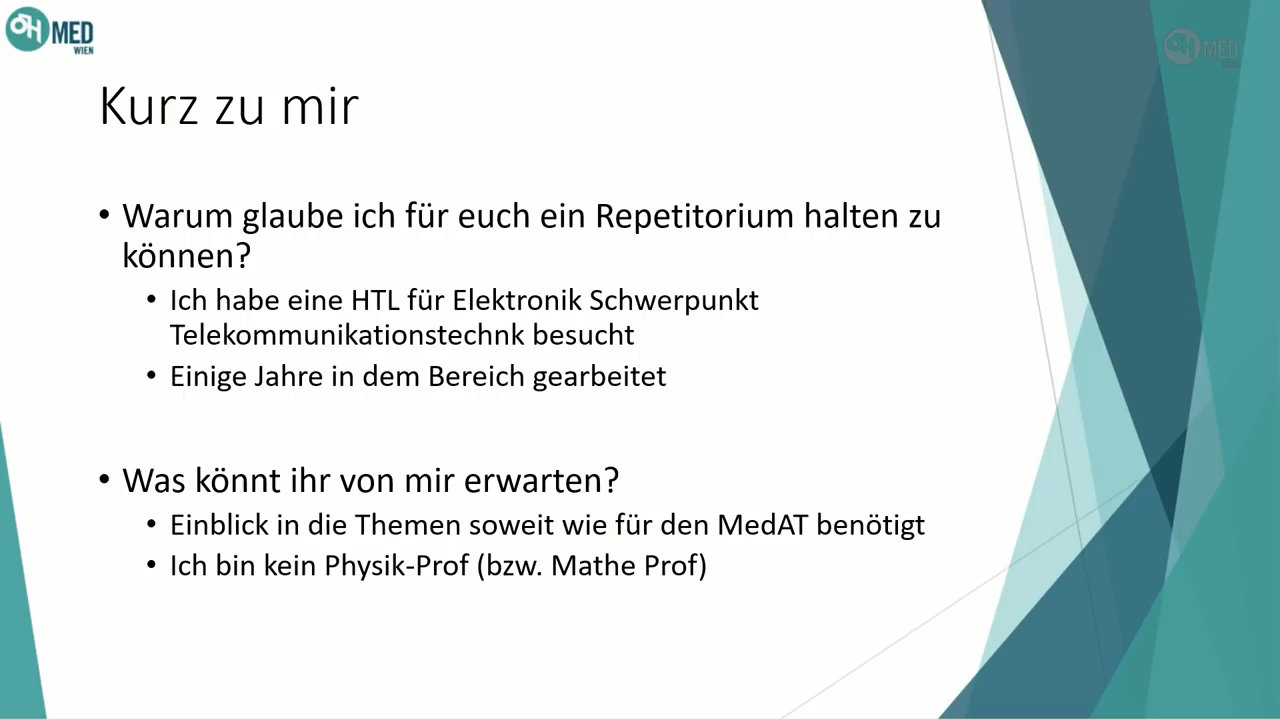 ÖH MED
WIEN
ÖH MED
Kurz zu mir
• Warum glaube ich für euch ein Repetitorium halten zu
können?
• Ich habe eine HTL für Elektronik Schwerpunkt
Telekommunikationstechnk besucht
• Einige Jahre in dem Bereich gearbeitet
• Was könnt ihr von mir erwarten?
• Einblick in die Themen soweit wie für den MedAT benötigt
• Ich bin kein Physik-Prof (bzw. Mathe Prof)